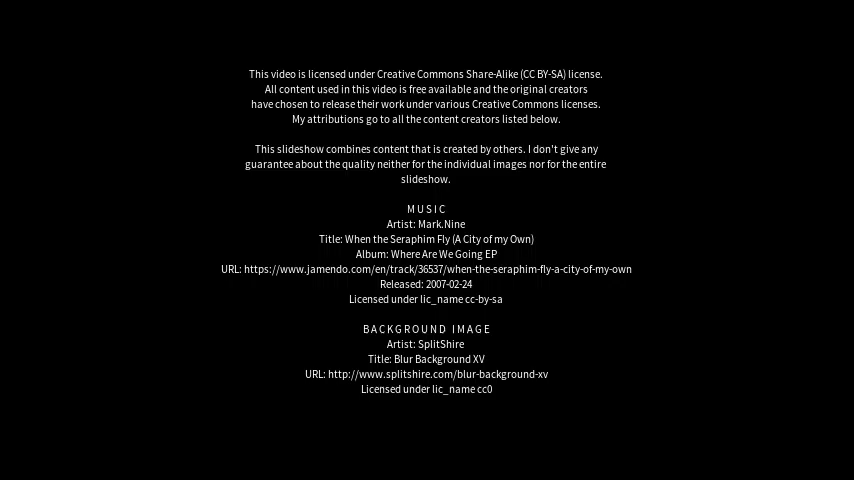 This video is licensed under Creative Commons Share-Alike (CC BY-SA) license.
All content used in this video is free available and the original creators
have chosen to release their work under various Creative Commons licenses.
My attributions go to all the content creators listed below.
This slideshow combines content that is created by others. I don't give any
guarantee about the quality neither for the individual images nor for the entire
slideshow.
MUSIC
Artist: Mark.Nine
Title: When the Seraphim Fly (A City of my Own)
Album: Where Are We Going EP
URL: https://www.jamendo.com/en/track/36537/when-the-seraphim-fly-a-city-of-my-own
Released: 2007-02-24
Licensed under lic_name cc-by-sa
BACKGROUND IMAGE
Artist: SplitShire
Title: Blur Background XV
URL: http://www.splitshire.com/blur-background-xv
Licensed under lic_name cc0